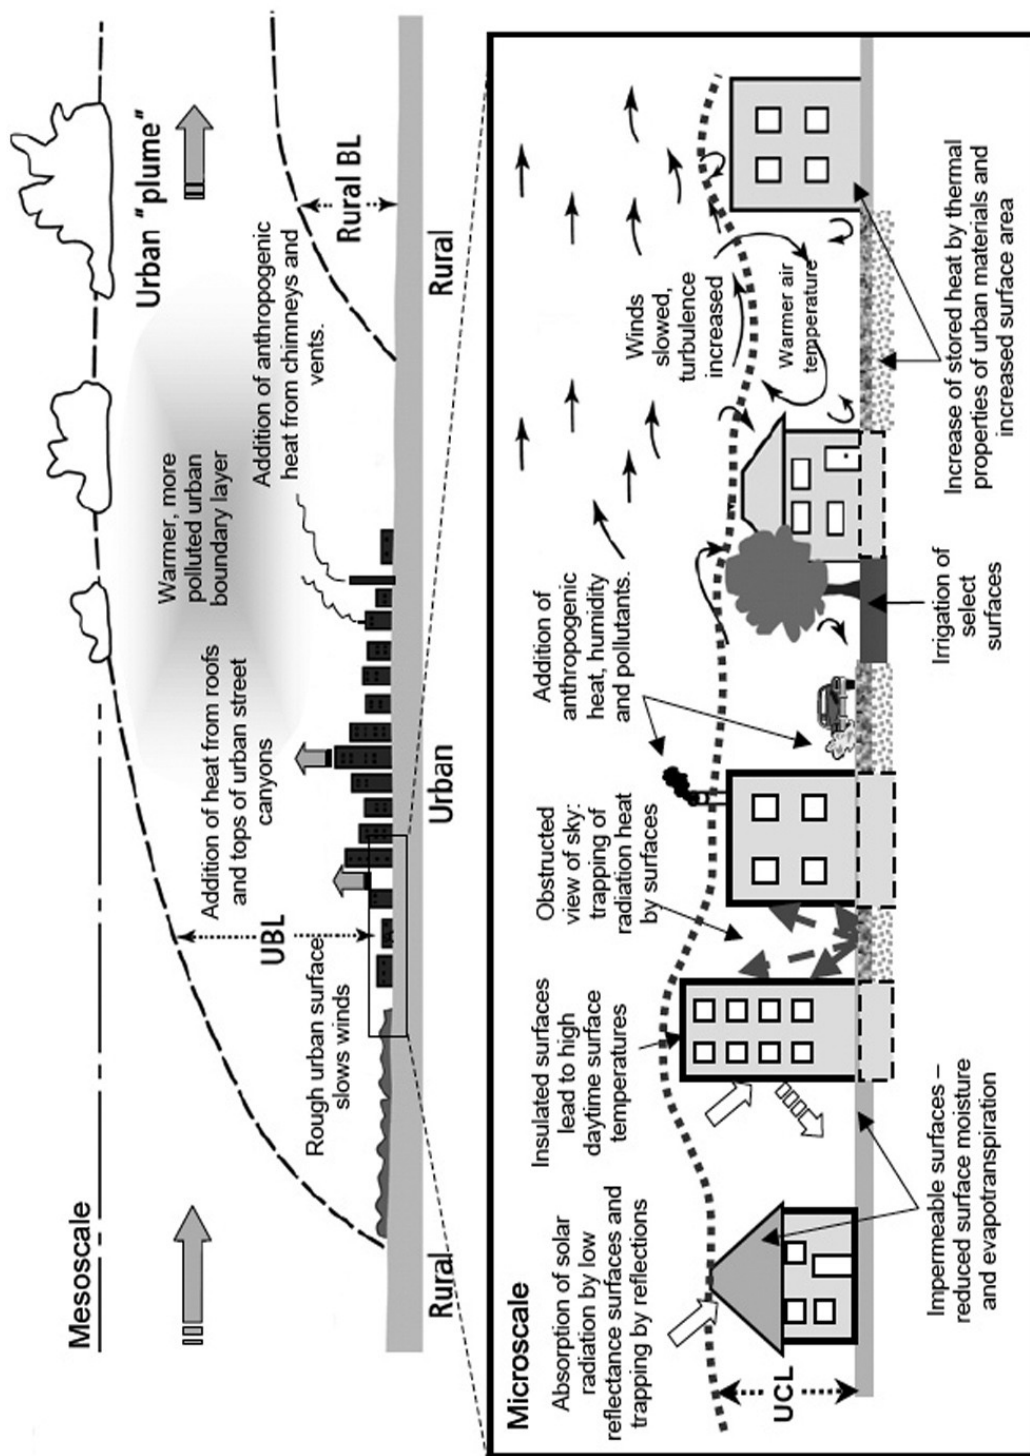 Mesoscale
Urban “ plume”
Warmer, more
polluted urban
boundary layer
Addition of heat from roofs
and tops of urban street
canyons
Addition of anthropogenic
heat from chimneys and
vents.
UBL
Rural BL
Rough urban surface
slows winds
Rural
Urban
Rural
Microscale
Absorption of solar
radiation by low
reflectance surfaces and
trapping by reflections
Insulated surfaces
lead to high
daytime surface
temperatures
Obstructed
view of sky:
trapping of
radiation heat
by surfaces
Addition of
anthropogenic
heat, humidity
and pollutants.
Winds
slowed,
turbulence
increased
Warmer air
temperature
UCL
Impermeable surfaces –
reduced surface moisture
and evapotranspiration
Irrigation of
select
surfaces
Increase of stored heat by thermal
properties of urban materials and
increased surface area